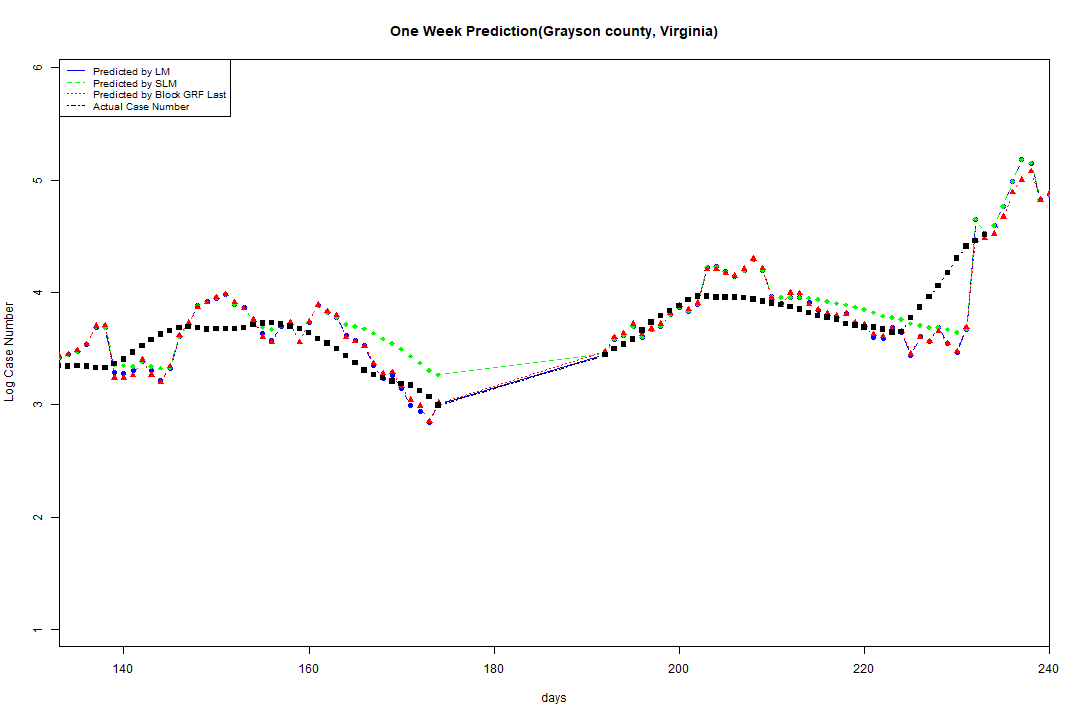 One Week Prediction(Grayson county, Virginia)
Predicted by LM
Predicted by SLM
Predicted by Block GRF Last
Actual Case Number
6
5
4
3
2
1
Log Case Number
140 160 180 200 220 240
days